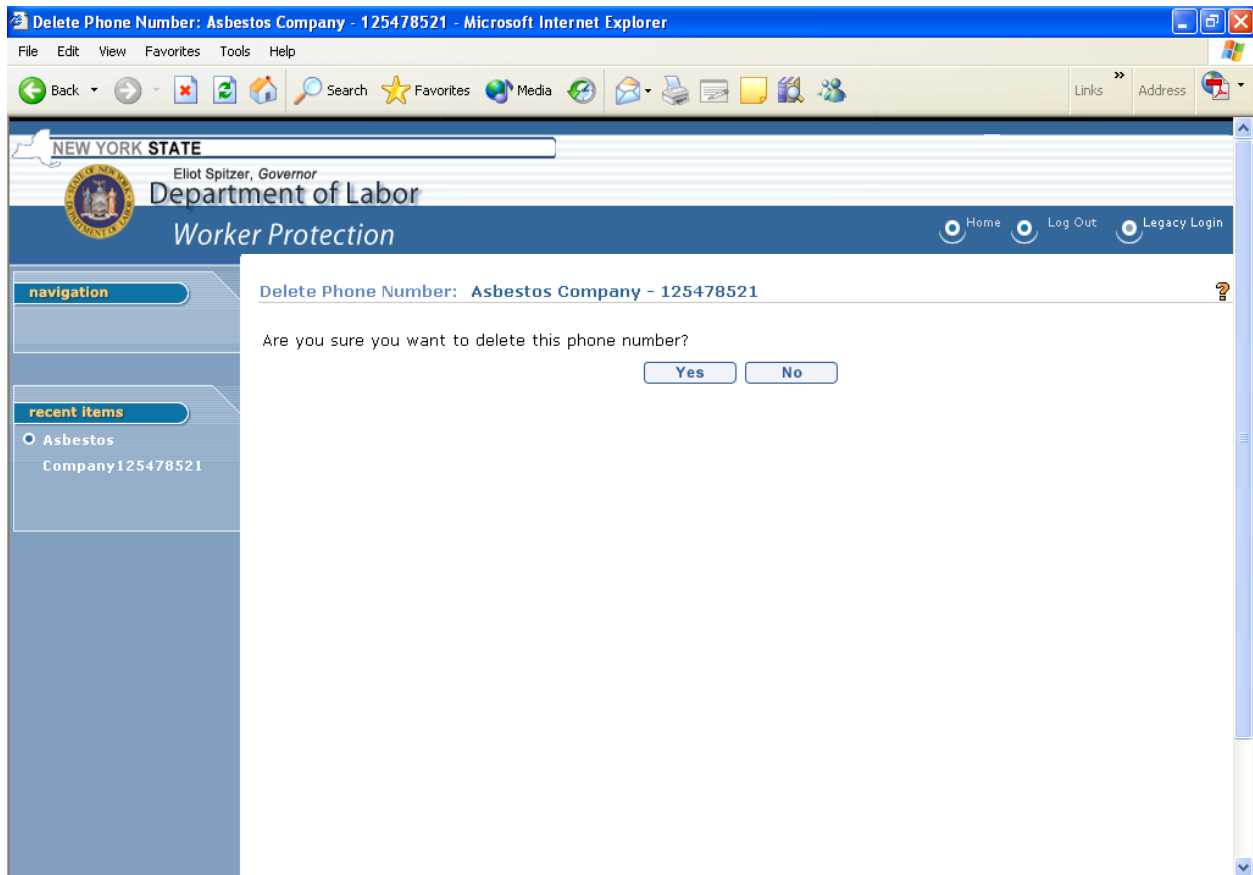 Delete Phone Number: Asbestos Company - 125478521 - Microsoft Internet Explorer
File Edit View Favorites Tools Help
Back Search Favorites Media Links » Address
NEW YORK STATE
Eliot Spitzer, Governor
Department of Labor
Worker Protection
Home Log Out Legacy Login
navigation
Delete Phone Number: Asbestos Company - 125478521
?
Are you sure you want to delete this phone number?
Yes No
recent items
Asbestos
Company125478521